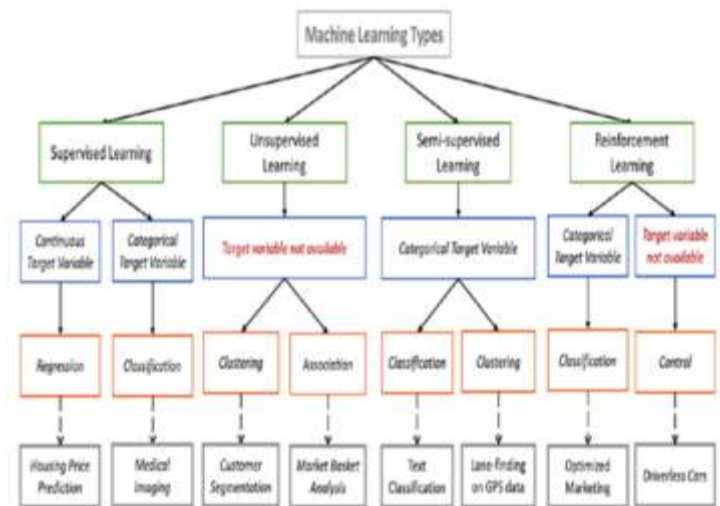 Machine Learning Types
Supervised Learning
Unsupervised
Learning
Semi-supervised
Learning
Reinforcement
Learning
Continuous
Target Variable
Categorical
Target Variable
Target variable not available
Categorical Target Variable
Categorical
Target Variable
Target variable
not available
Regression
Classification
Clustering
Association
Classification
Clustering
Classification
Control
Housing Price
Prediction
Medical
Imaging
Customer
Segmentation
Market Basket
Analysis
Text
Classification
Lane-finding
on GPS data
Optimized
Marketing
Driverless Cars